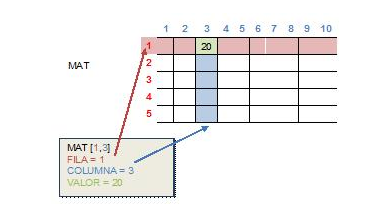 1 2 3 4 5 6 7 8 9 10
1 20
2
MAT
3
4
5
MAT [1,3]
FILA = 1
COLUMNA = 3
VALOR = 20